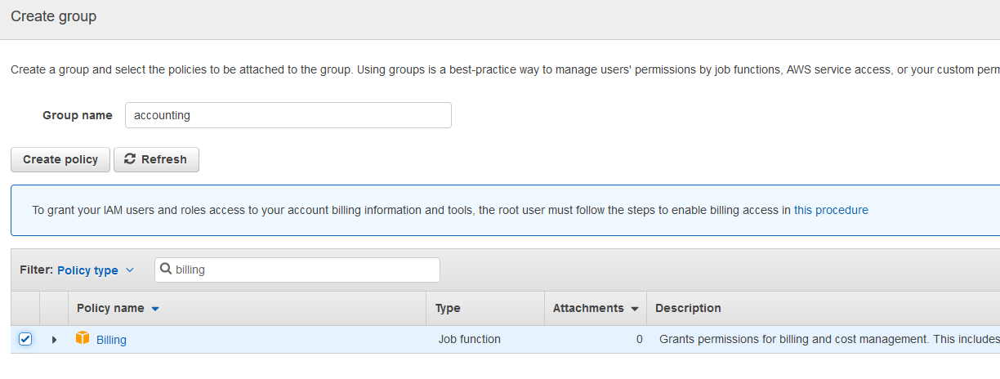 Create group
Create a group and select the policies to be attached to the group. Using groups is a best-practice way to manage users' permissions by job functions, AWS service access, or your custom perm
Group name accounting
Create policy Refresh
To grant your IAM users and roles access to your account billing information and tools, the root user must follow the steps to enable billing access in this procedure
Filter: Policy type billing
Policy name Type Attachments Description
Billing Job function 0 Grants permissions for billing and cost management. This includes